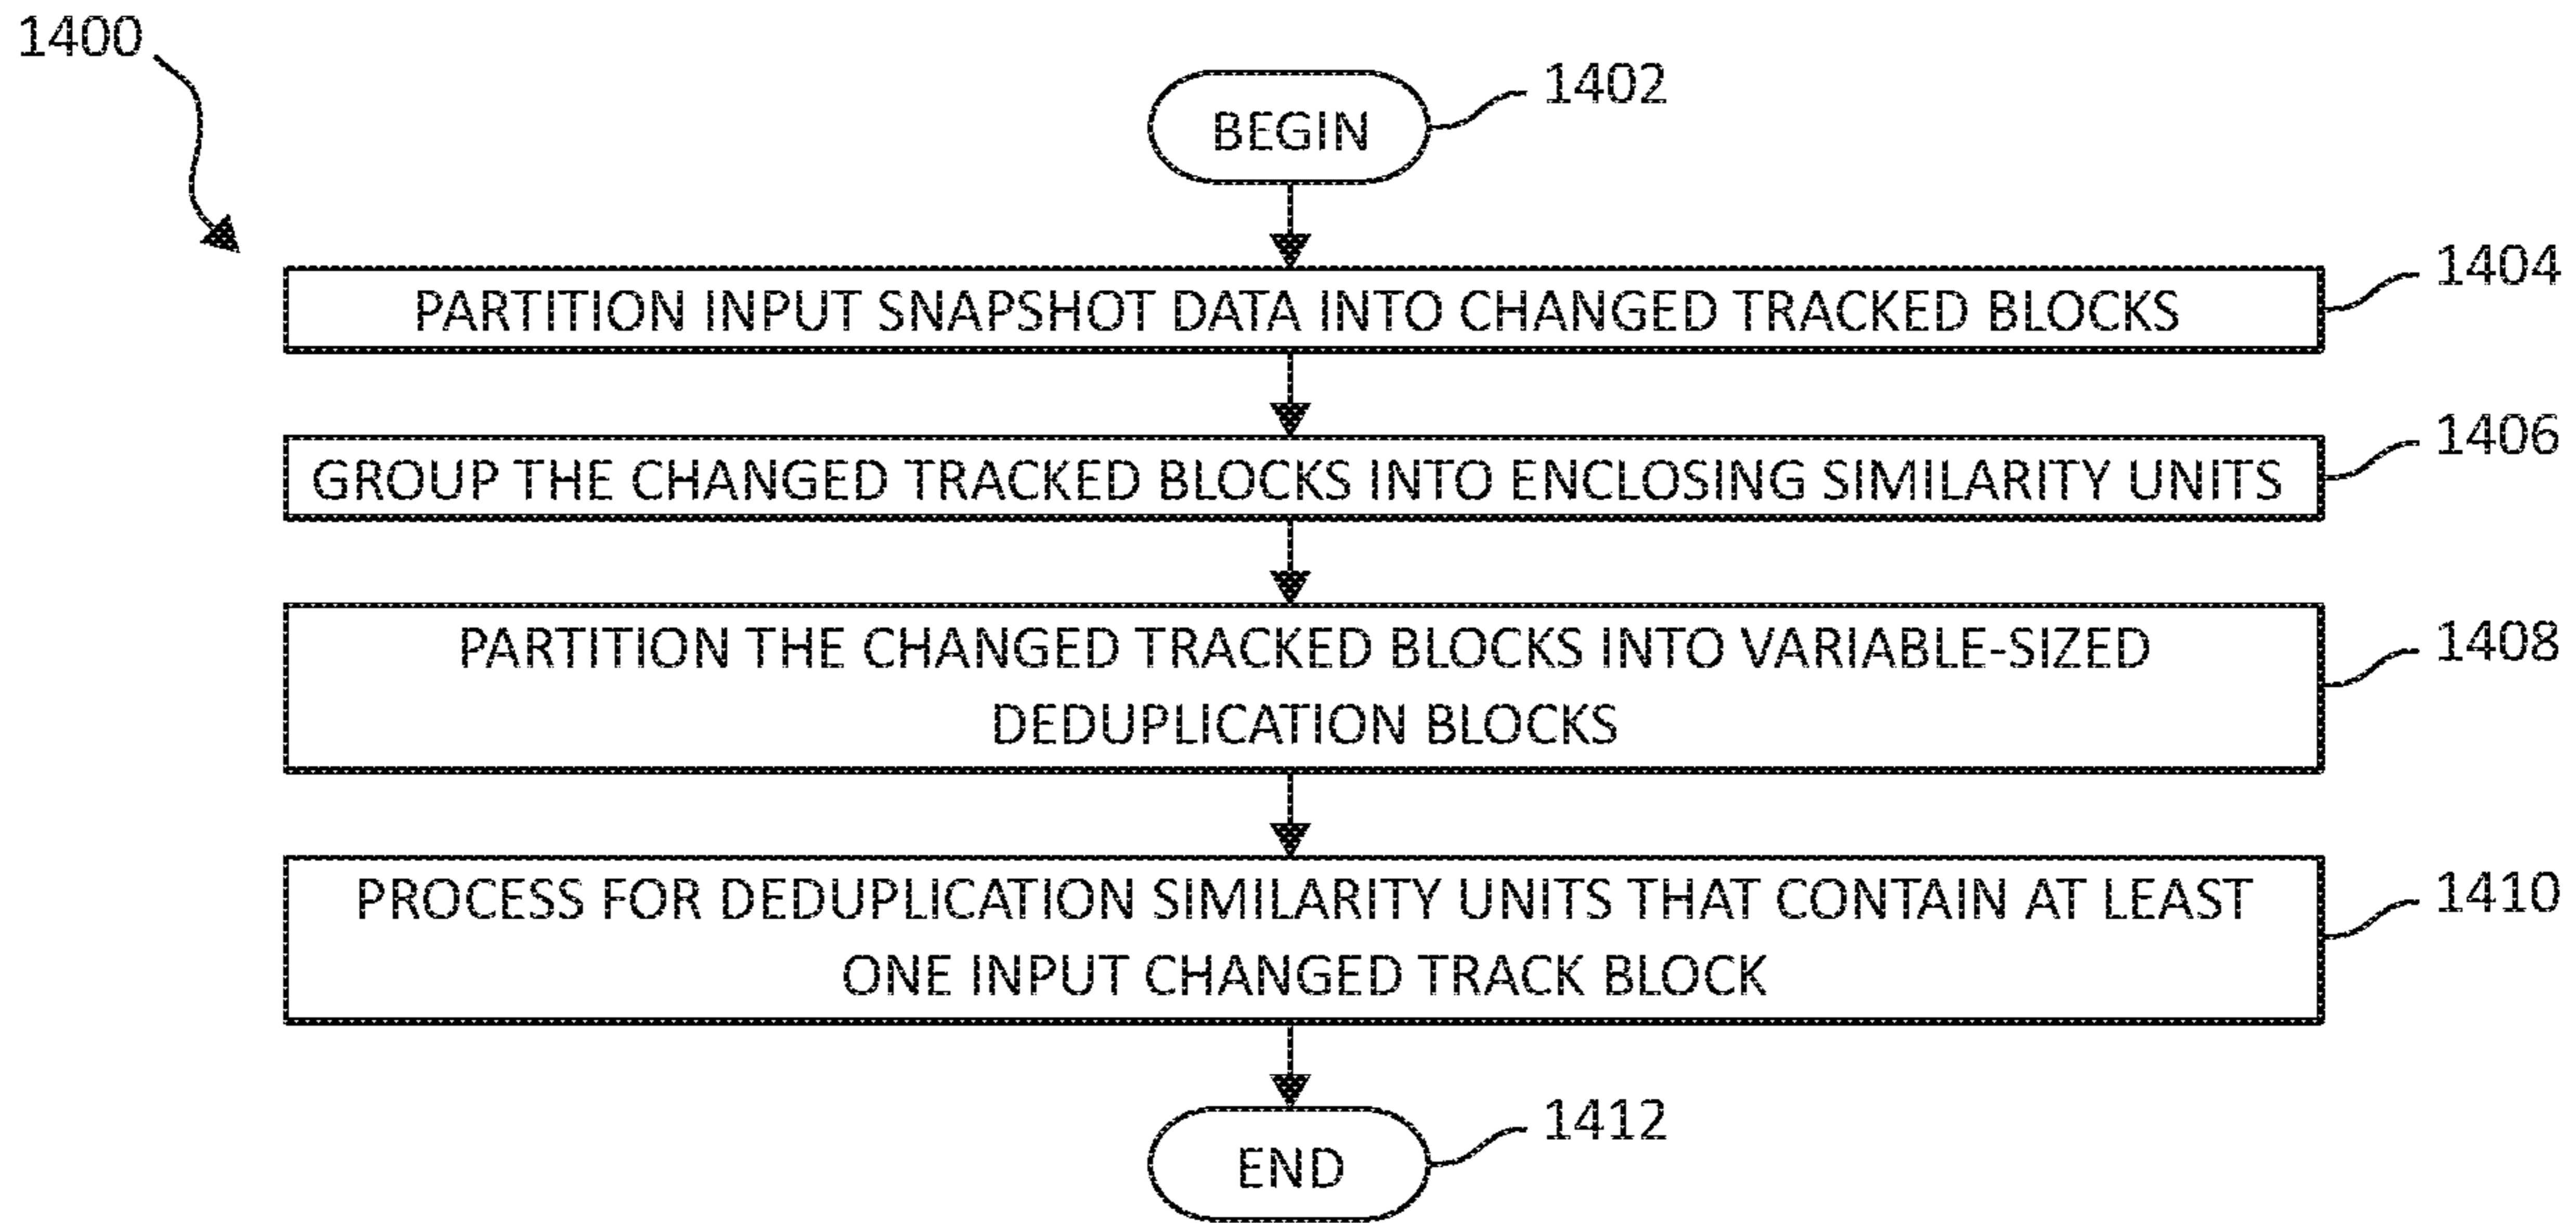 1400
BEGIN
1402
PARTITION INPUT SNAPSHOT DATA INTO CHANGED TRACKED BLOCKS
1404
GROUP THE CHANGED TRACKED BLOCKS INTO ENCLOSING SIMILARITY UNITS
1406
PARTITION THE CHANGED TRACKED BLOCKS INTO VARIABLE-SIZED
DEDUPLICATION BLOCKS
1408
PROCESS FOR DEDUPLICATION SIMILARITY UNITS THAT CONTAIN AT LEAST
ONE INPUT CHANGED TRACK BLOCK
1410
END
1412